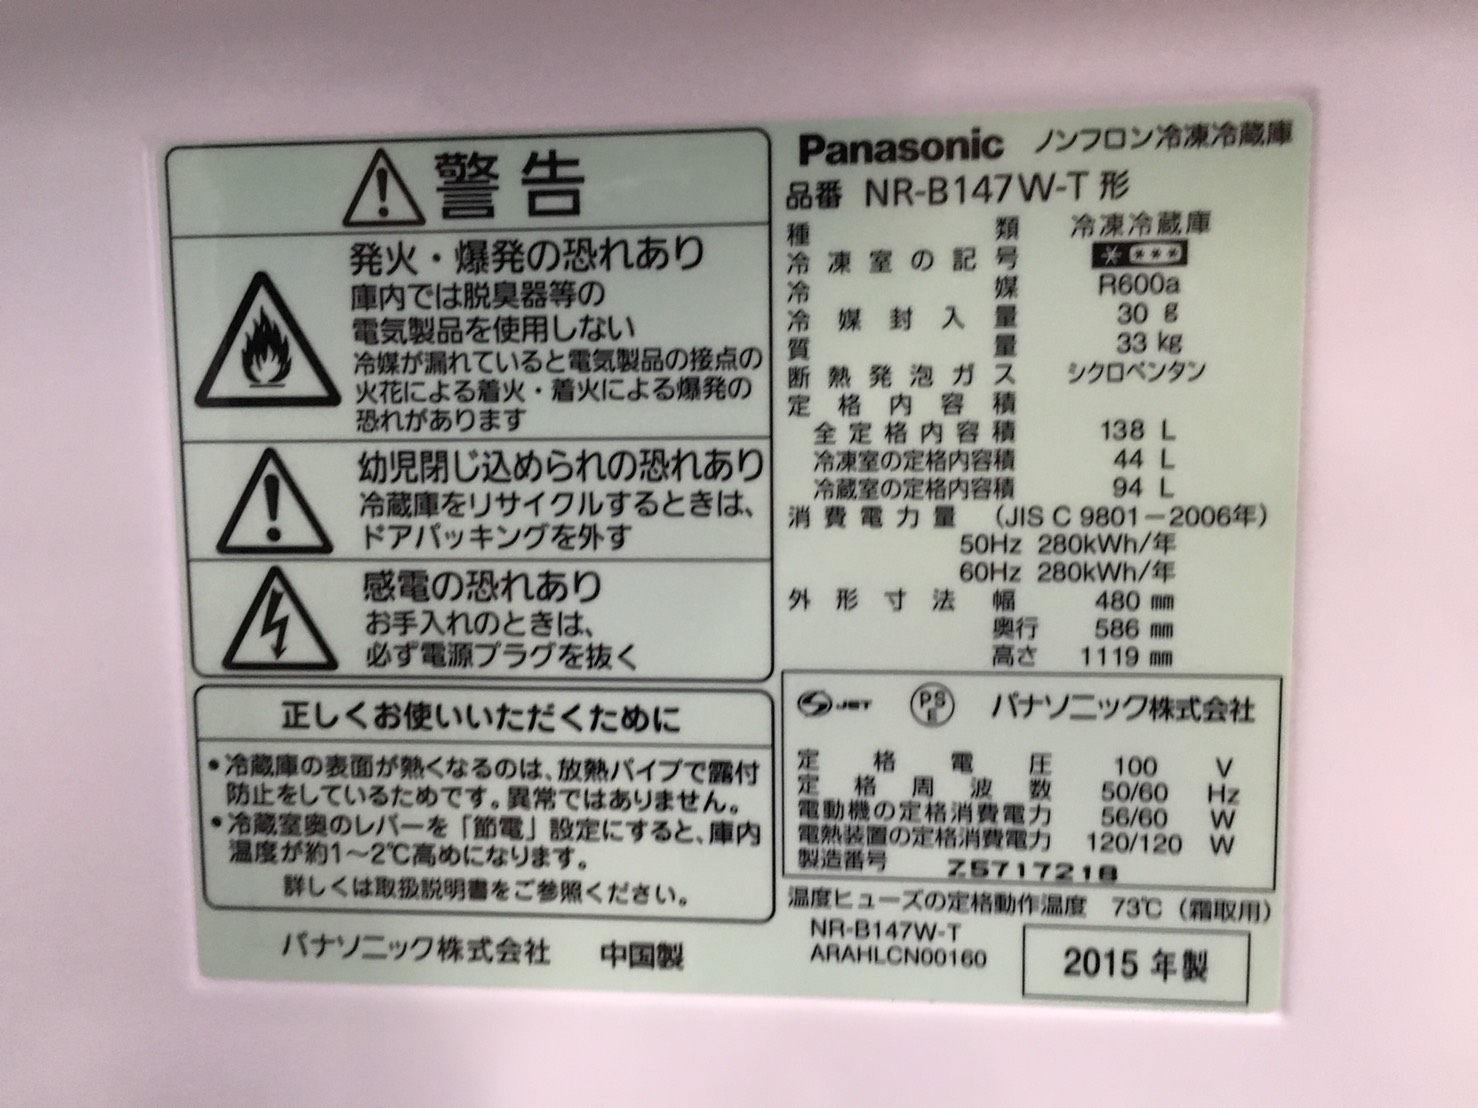 警告
発火・爆発の恐れあり
庫内では脱臭器等の
電気製品を使用しない
冷媒が漏れていると電気製品の接点の
火花による着火・着火による爆発の
恐れがあります
幼児閉じ込められの恐れあり
冷蔵庫をリサイクルするときは、
ドアパッキングを外す
感電の恐れあり
お手入れのときは、
必ず電源プラグを抜く
正しくお使いいただくために
・冷蔵庫の表面が熱くなるのは、放熱パイプで露付
防止をしているためです。異常ではありません。
・冷蔵室奥のレバーを「節電」設定にすると、庫内
温度が約1～2℃高めになります。
詳しくは取扱説明書をご参照ください。
パナソニック株式会社 中国製
Panasonic ノンフロン冷凍冷蔵庫
品番 NR-B147W-T形
種類 冷凍冷蔵庫
冷凍室の記号 * ***
冷媒 R600a
冷媒封入量 30 g
質量 33 kg
断熱発泡ガス シクロペンタン
定格内容積
全定格内容積 138 L
冷凍室の定格内容積 44 L
冷蔵室の定格内容積 94 L
消費電力量 (JIS C 9801-2006年)
50Hz 280kWh/年
60Hz 280kWh/年
外形寸法 幅 480 mm
奥行 586 mm
高さ 1119 mm
JET PSE パナソニック株式会社
定格電圧 100 V
定格周波数 50/60 Hz
電動機の定格消費電力 56/60 W
電熱装置の定格消費電力 120/120 W
製造番号 Z5717218
温度ヒューズの定格動作温度 73℃(霜取用)
NR-B147W-T
ARAHLCN00160
2015年製